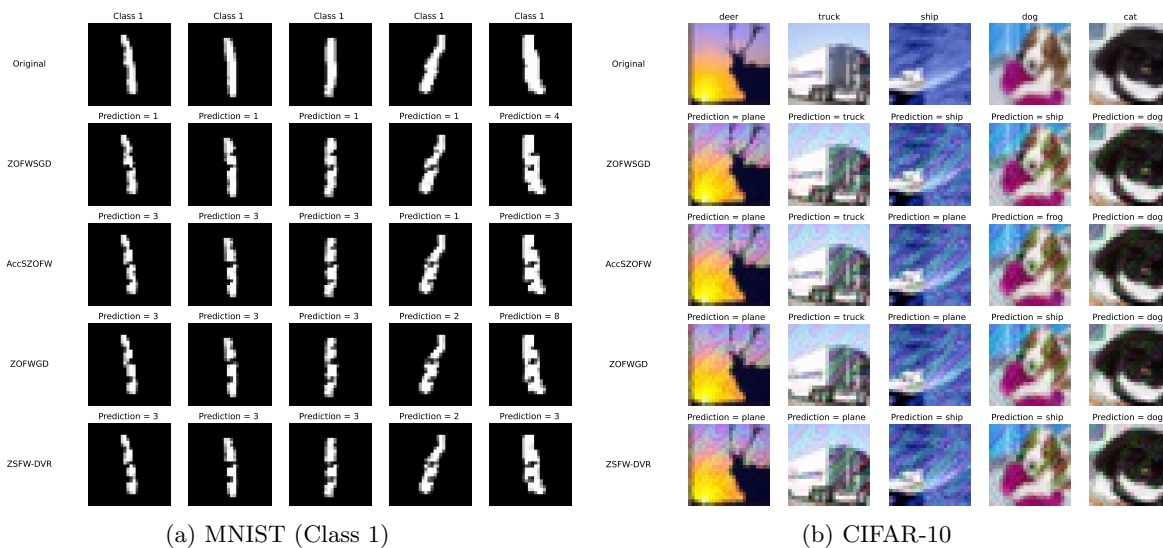 Class 1 Class 1 Class 1 Class 1 Class 1
Original
Prediction = 1 Prediction = 1 Prediction = 1 Prediction = 1 Prediction = 4
ZOFWSGD
Prediction = 3 Prediction = 3 Prediction = 3 Prediction = 1 Prediction = 3
AccSZOFW
Prediction = 3 Prediction = 3 Prediction = 3 Prediction = 2 Prediction = 8
ZOFWGD
Prediction = 3 Prediction = 3 Prediction = 3 Prediction = 2 Prediction = 3
ZSFW-DVR
(a) MNIST (Class 1)
deer truck ship dog cat
Original
Prediction = plane Prediction = truck Prediction = ship Prediction = ship Prediction = dog
ZOFWSGD
Prediction = plane Prediction = truck Prediction = plane Prediction = frog Prediction = dog
AccSZOFW
Prediction = plane Prediction = truck Prediction = plane Prediction = ship Prediction = dog
ZOFWGD
Prediction = plane Prediction = plane Prediction = ship Prediction = ship Prediction = dog
ZSFW-DVR
(b) CIFAR-10